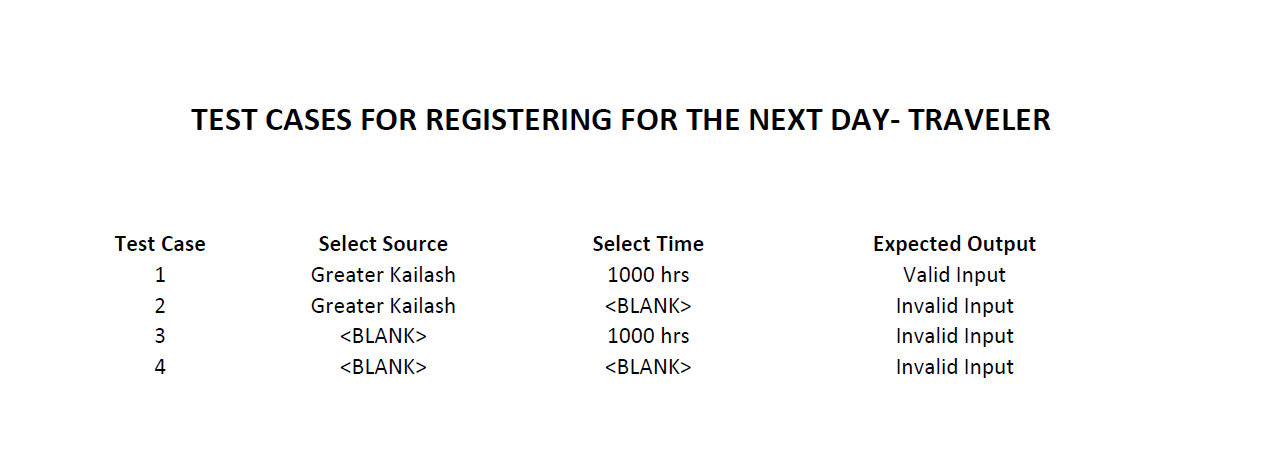 TEST CASES FOR REGISTERING FOR THE NEXT DAY- TRAVELER
Test Case Select Source Select Time Expected Output
1 Greater Kailash 1000 hrs Valid Input
2 Greater Kailash <BLANK> Invalid Input
3 <BLANK> 1000 hrs Invalid Input
4 <BLANK> <BLANK> Invalid Input